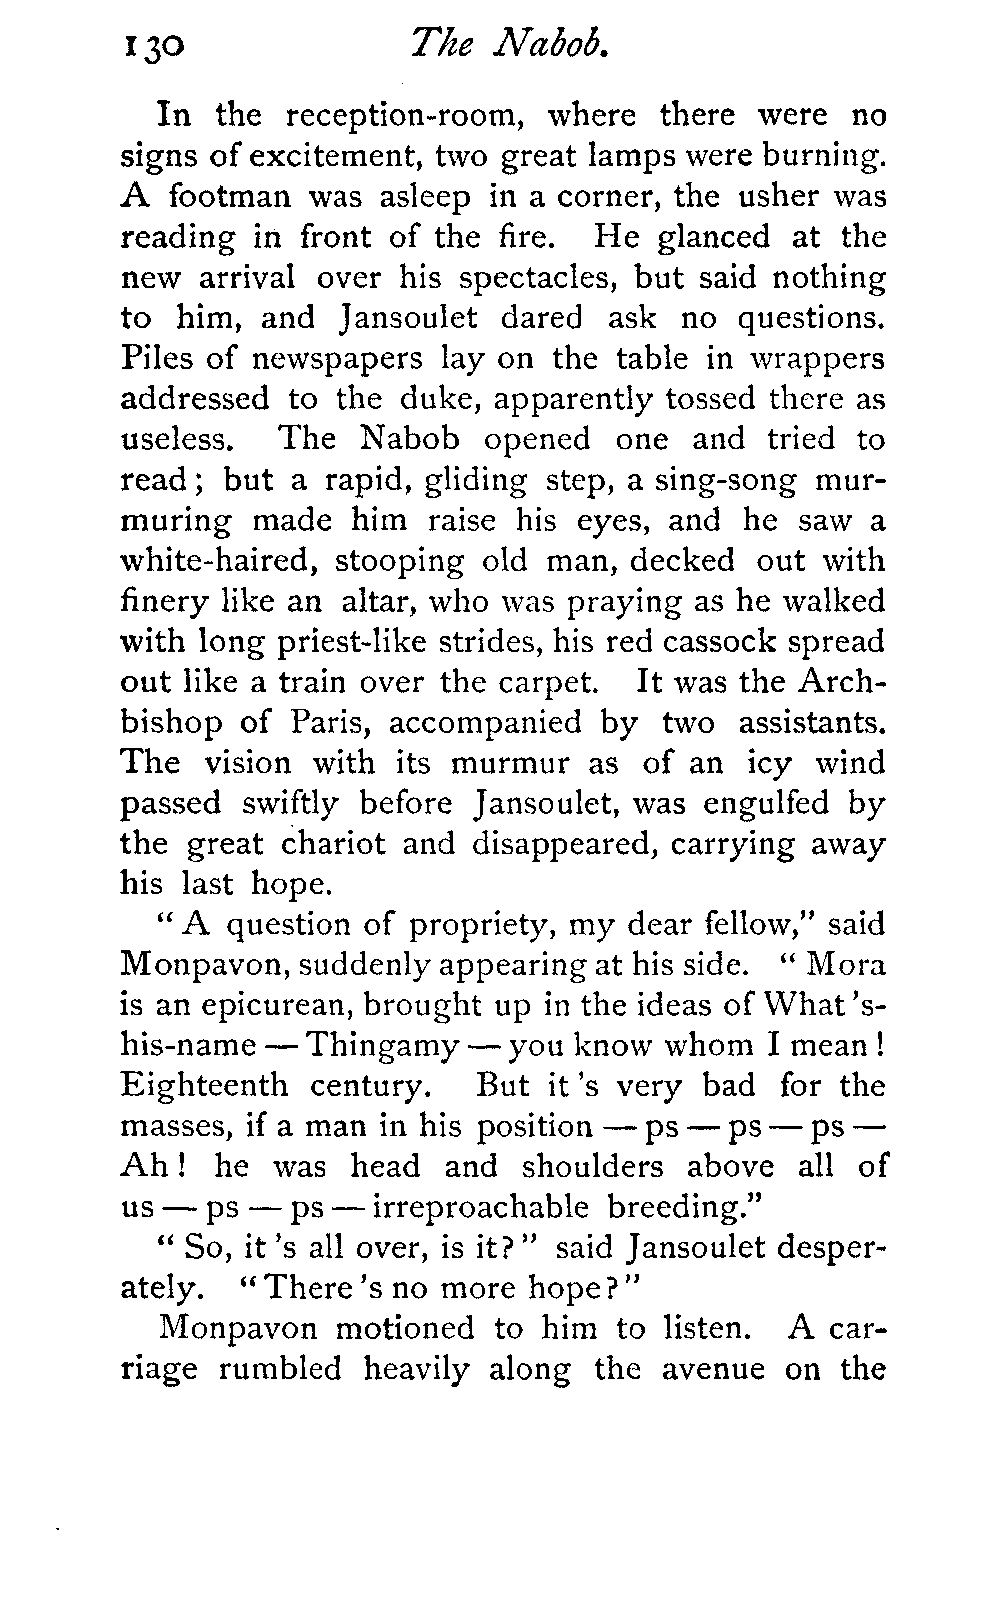 130 The Nabob.
In the reception-room, where there were no
signs of excitement, two great lamps were burning.
A footman was asleep in a corner, the usher was
reading in front of the fire. He glanced at the
new arrival over his spectacles, but said nothing
to him, and Jansoulet dared ask no questions.
Piles of newspapers lay on the table in wrappers
addressed to the duke, apparently tossed there as
useless. The Nabob opened one and tried to
read; but a rapid, gliding step, a sing-song mur-
muring made him raise his eyes, and he saw a
white-haired, stooping old man, decked out with
finery like an altar, who was praying as he walked
with long priest-like strides, his red cassock spread
out like a train over the carpet. It was the Arch-
bishop of Paris, accompanied by two assistants.
The vision with its murmur as of an icy wind
passed swiftly before Jansoulet, was engulfed by
the great chariot and disappeared, carrying away
his last hope.
"A question of propriety, my dear fellow," said
Monpavon, suddenly appearing at his side. "Mora
is an epicurean, brought up in the ideas of What's-
his-name — Thingamy — you know whom I mean!
Eighteenth century. But it's very bad for the
masses, if a man in his position — ps — ps — ps —
Ah! he was head and shoulders above all of
us — ps — ps — irreproachable breeding."
"So, it's all over, is it?" said Jansoulet desper-
ately. "There's no more hope?"
Monpavon motioned to him to listen. A car-
riage rumbled heavily along the avenue on the